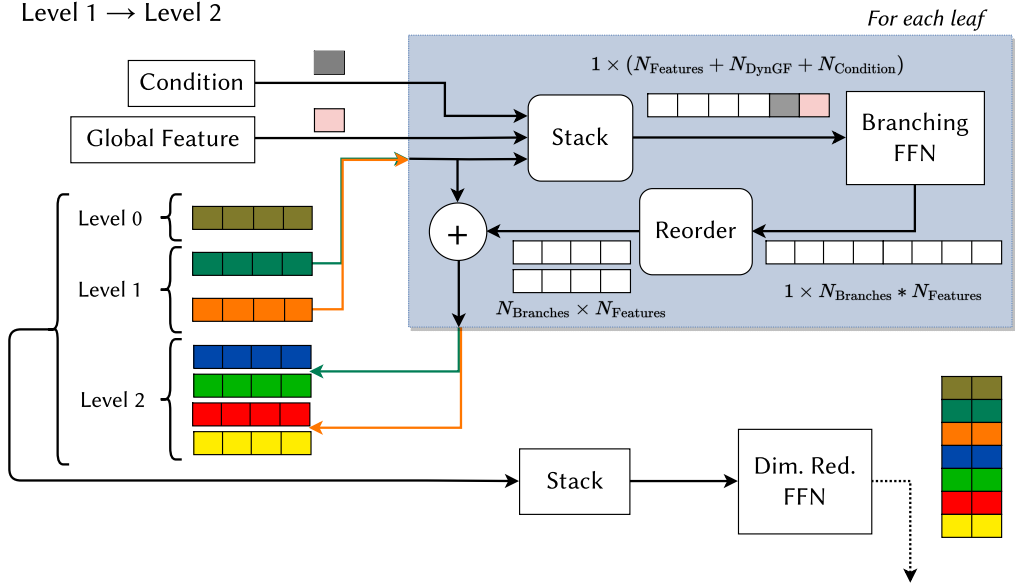 Level 1 → Level 2
For each leaf
1 × (N_Features + N_DynGF + N_Condition)
Condition
Global Feature
Stack
Branching
FFN
Level 0
+
Reorder
Level 1
1 × N_Branches ∗ N_Features
N_Branches × N_Features
Level 2
Stack
Dim. Red.
FFN